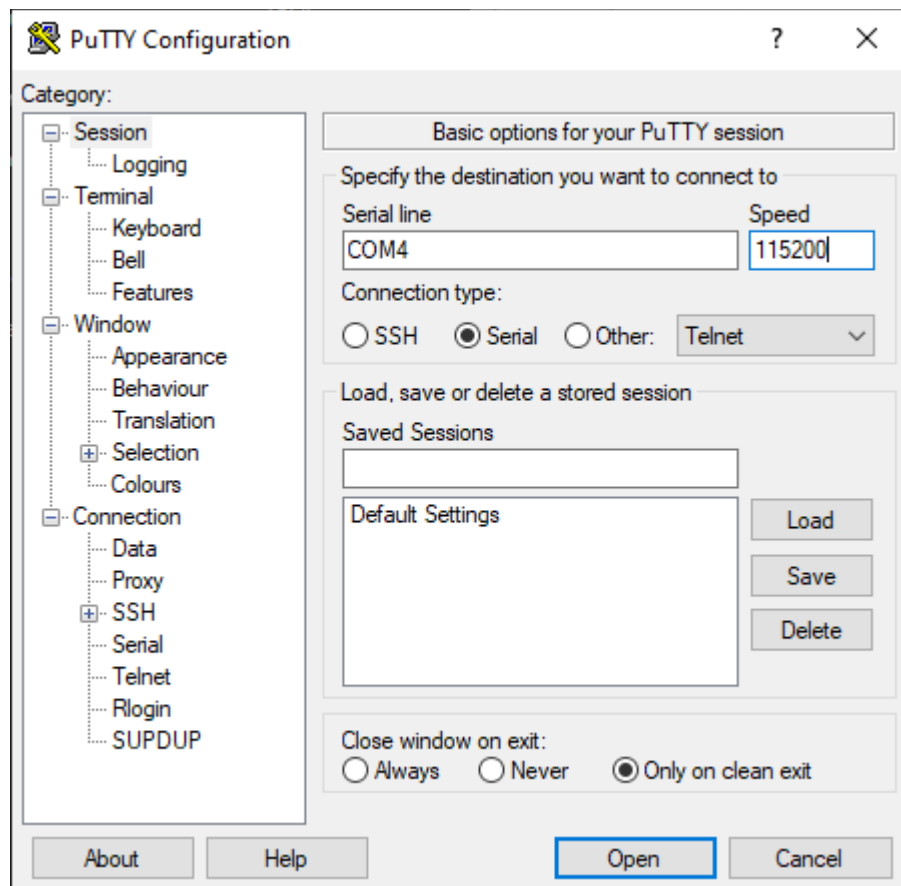 PuTTY Configuration
?
Category:
Session
Logging
Terminal
Keyboard
Bell
Features
Window
Appearance
Behaviour
Translation
Selection
Colours
Connection
Data
Proxy
SSH
Serial
Telnet
Rlogin
SUPDUP
Basic options for your PuTTY session
Specify the destination you want to connect to
Serial line Speed
COM4 115200
Connection type:
SSH Serial Other: Telnet
Load, save or delete a stored session
Saved Sessions
Default Settings
Load
Save
Delete
Close window on exit:
Always Never Only on clean exit
About Help Open Cancel